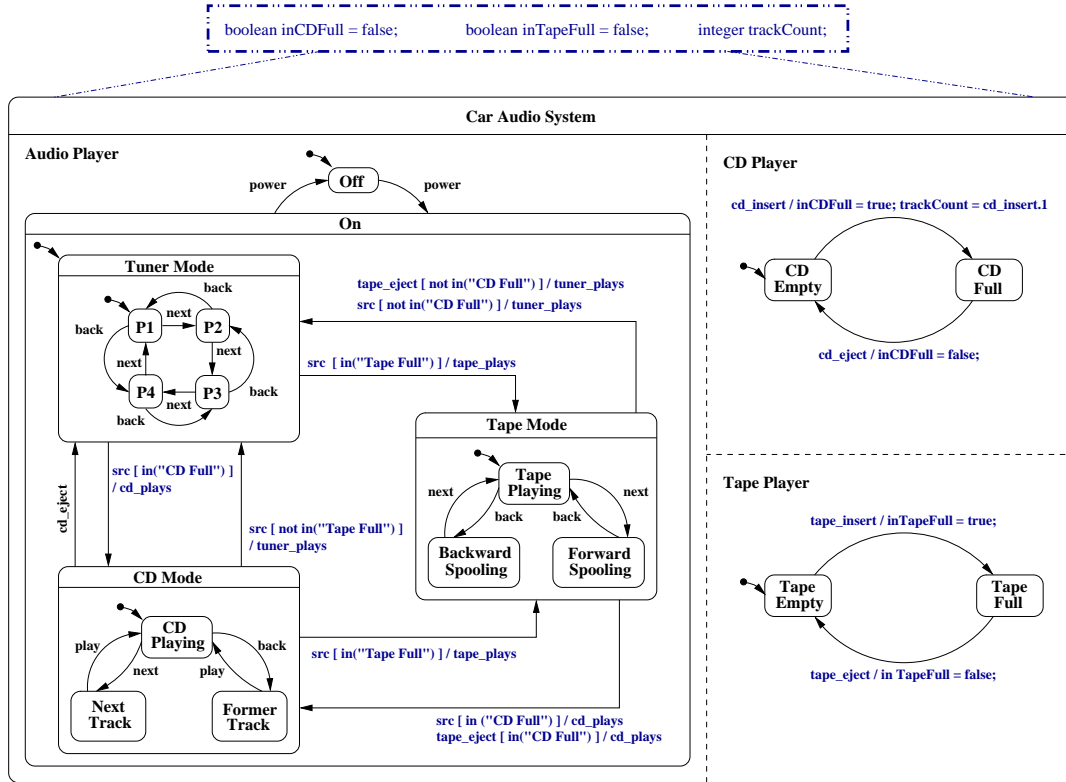 boolean inCDFull = false; boolean inTapeFull = false; integer trackCount;
Car Audio System
Audio Player
Off
power
power
On
Tuner Mode
P1
P2
P3
P4
next
next
next
next
back
back
back
back
tape_eject [ not in("CD Full") ] / tuner_plays
src [ not in("CD Full") ] / tuner_plays
src [ in("Tape Full") ] / tape_plays
Tape Mode
Tape
Playing
next
back
back
next
Backward
Spooling
Forward
Spooling
cd_eject
src [ in("CD Full") ]
/ cd_plays
src [ not in("Tape Full") ]
/ tuner_plays
CD Mode
CD
Playing
play
next
play
back
Next
Track
Former
Track
src [ in("Tape Full") ] / tape_plays
src [ in ("CD Full") ] / cd_plays
tape_eject [ in("CD Full") ] / cd_plays
CD Player
cd_insert / inCDFull = true; trackCount = cd_insert.1
CD
Empty
CD
Full
cd_eject / inCDFull = false;
Tape Player
tape_insert / inTapeFull = true;
Tape
Empty
Tape
Full
tape_eject / in TapeFull = false;